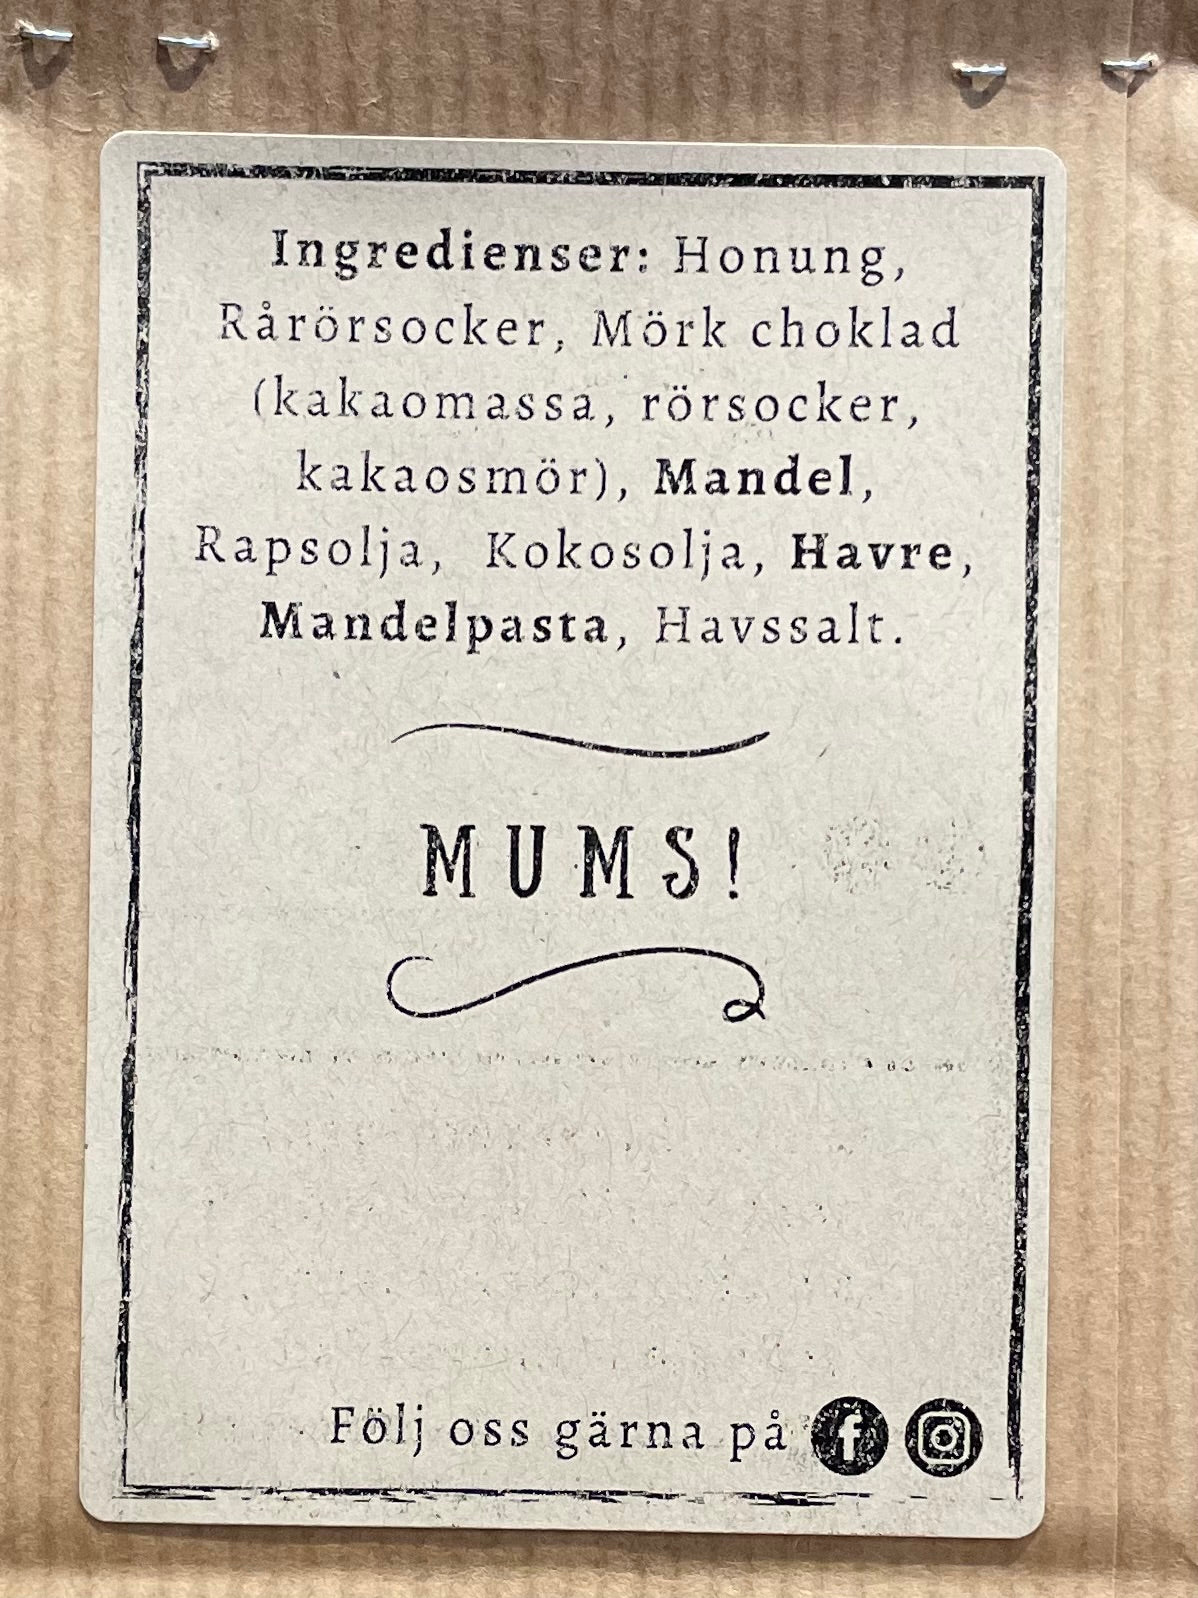 Ingredienser: Honung,
Rårörsocker, Mörk choklad
(kakaomassa, rörsocker,
kakaosmör), Mandel,
Rapsolja, Kokosolja, Havre,
Mandelpasta, Havssalt.
MUMS!
Följ oss gärna på